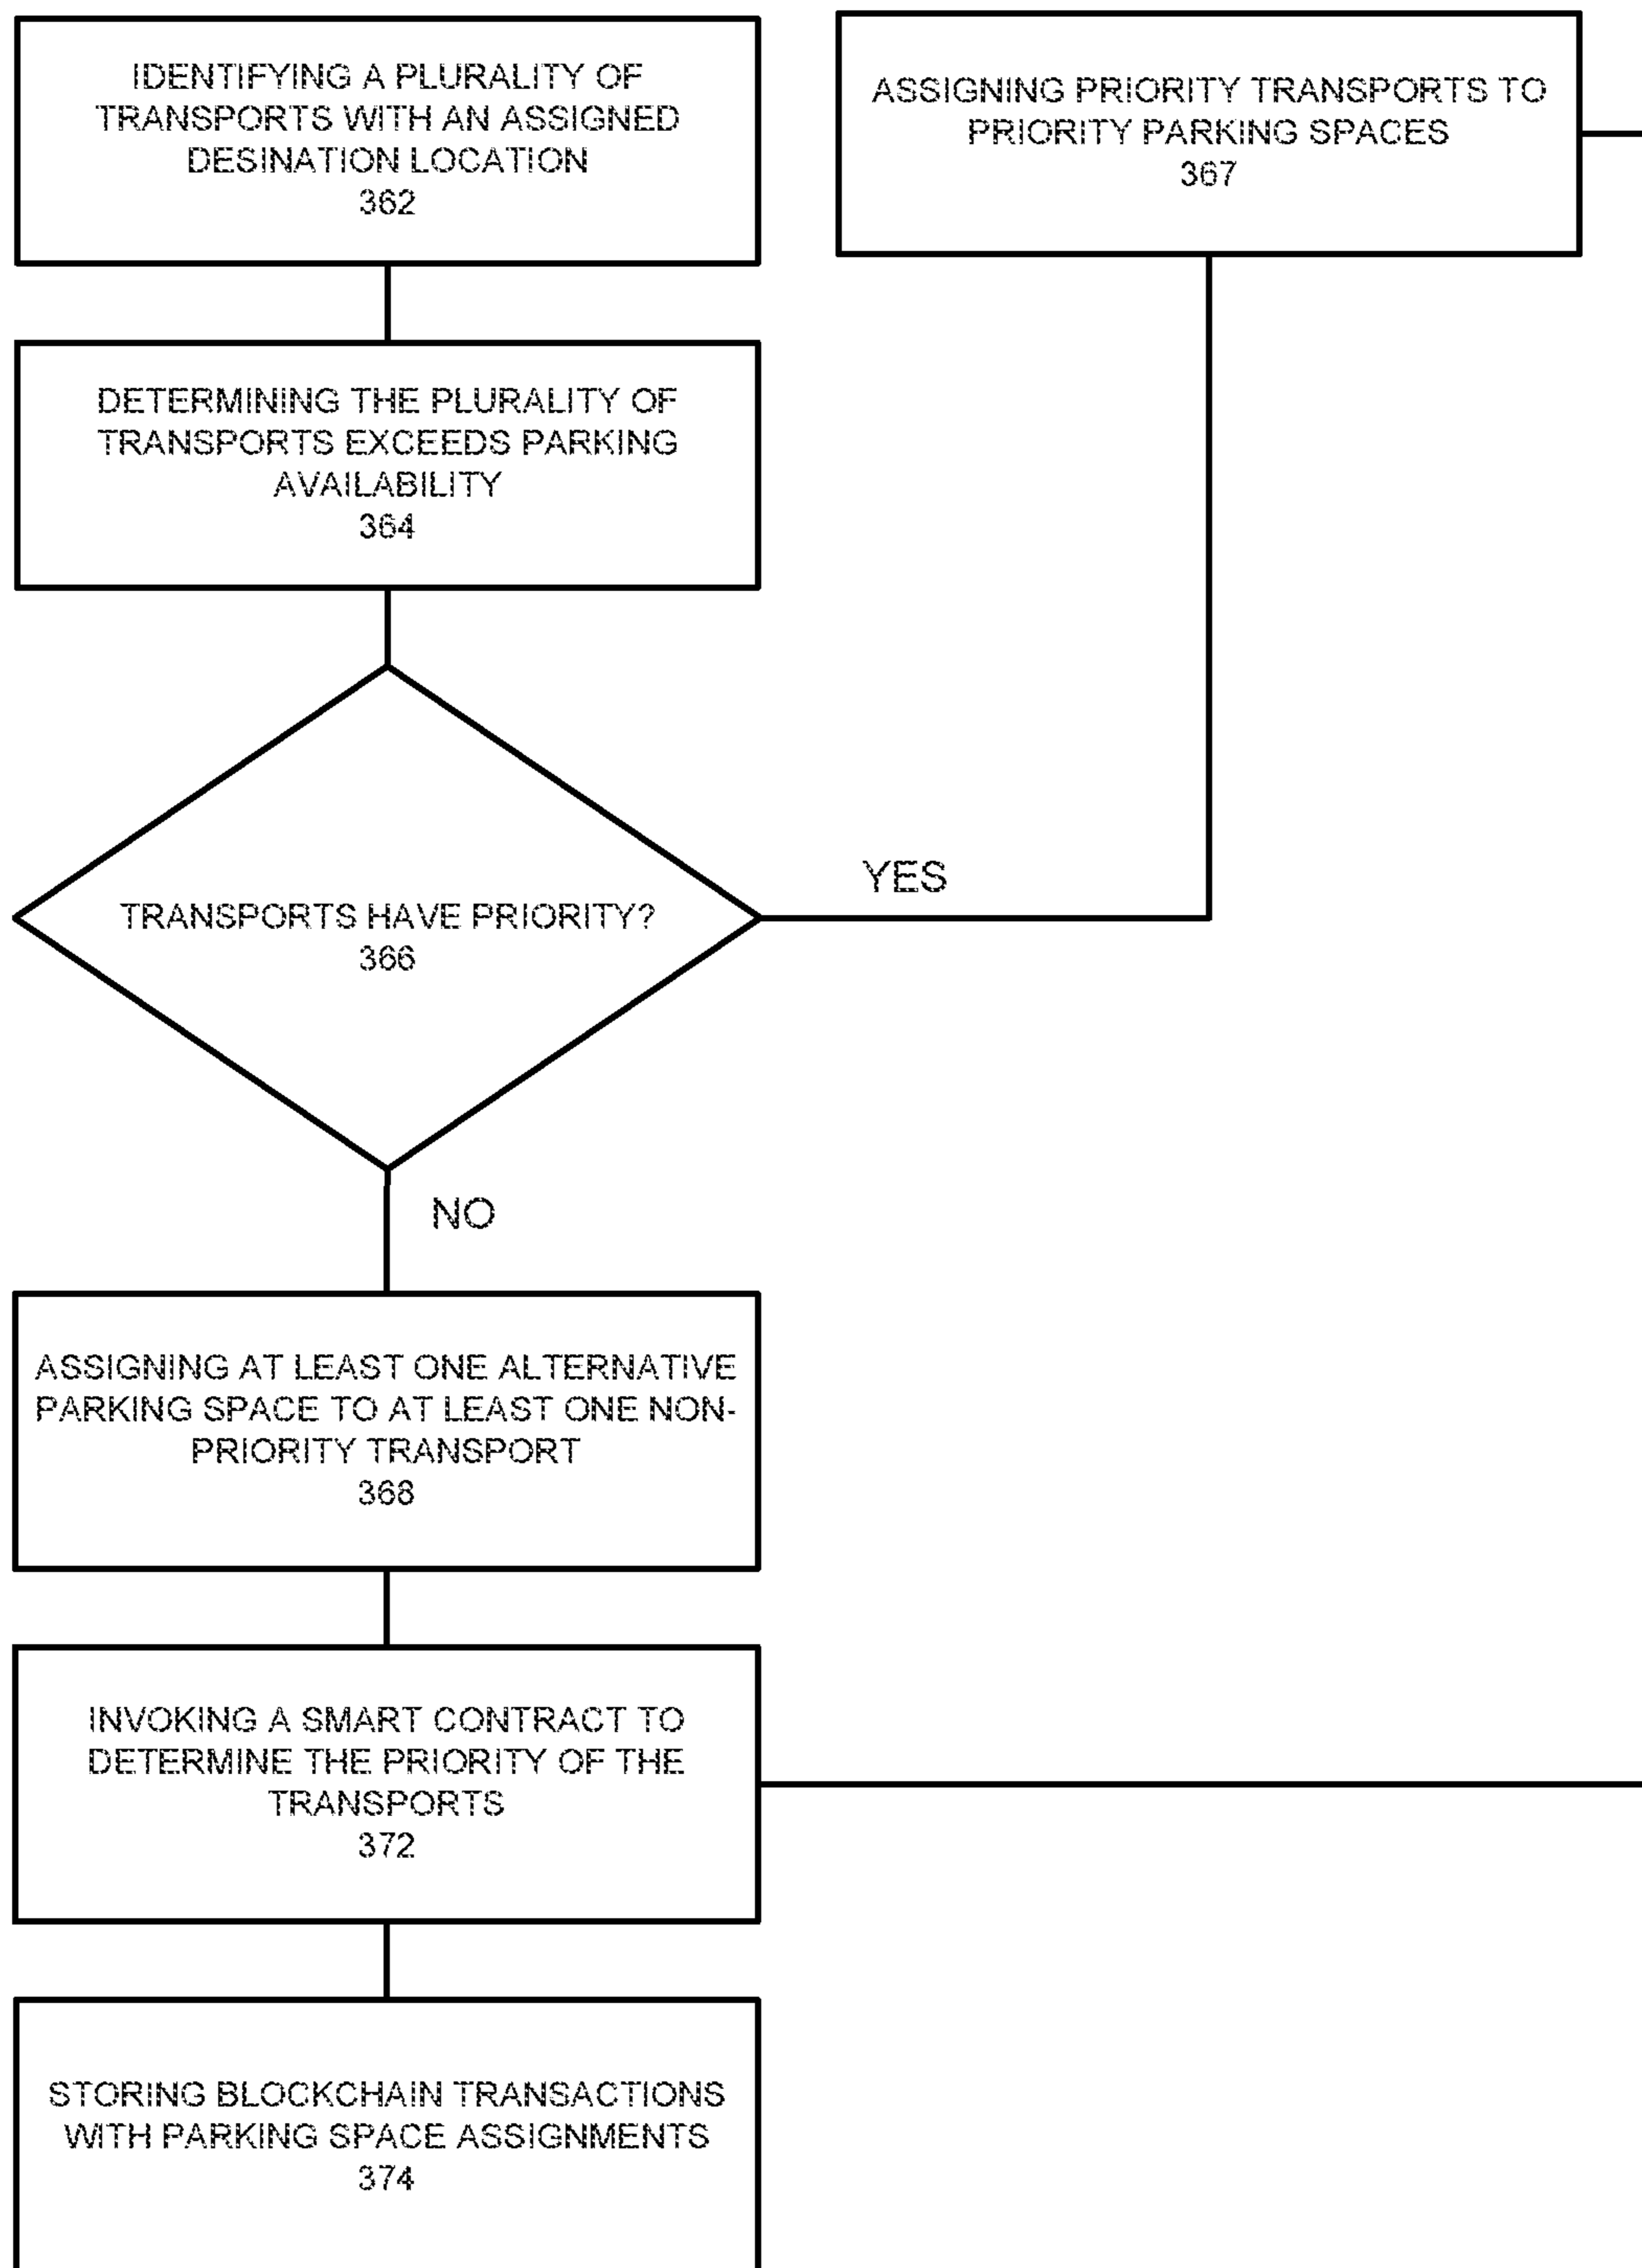 IDENTIFYING A PLURALITY OF
TRANSPORTS WITH AN ASSIGNED
DESINATION LOCATION
362
ASSIGNING PRIORITY TRANSPORTS TO
PRIORITY PARKING SPACES
367
DETERMINING THE PLURALITY OF
TRANSPORTS EXCEEDS PARKING
AVAILABILITY
364
TRANSPORTS HAVE PRIORITY?
366
YES
NO
ASSIGNING AT LEAST ONE ALTERNATIVE
PARKING SPACE TO AT LEAST ONE NON-
PRIORITY TRANSPORT
368
INVOKING A SMART CONTRACT TO
DETERMINE THE PRIORITY OF THE
TRANSPORTS
372
STORING BLOCKCHAIN TRANSACTIONS
WITH PARKING SPACE ASSIGNMENTS
374